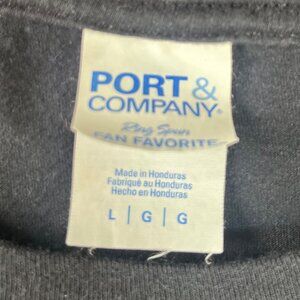 PORT &
COMPANY®
Ring Spun
FAN FAVORITE
Made in Honduras
Fabriqué au Honduras
Hecho en Honduras
L | G | G